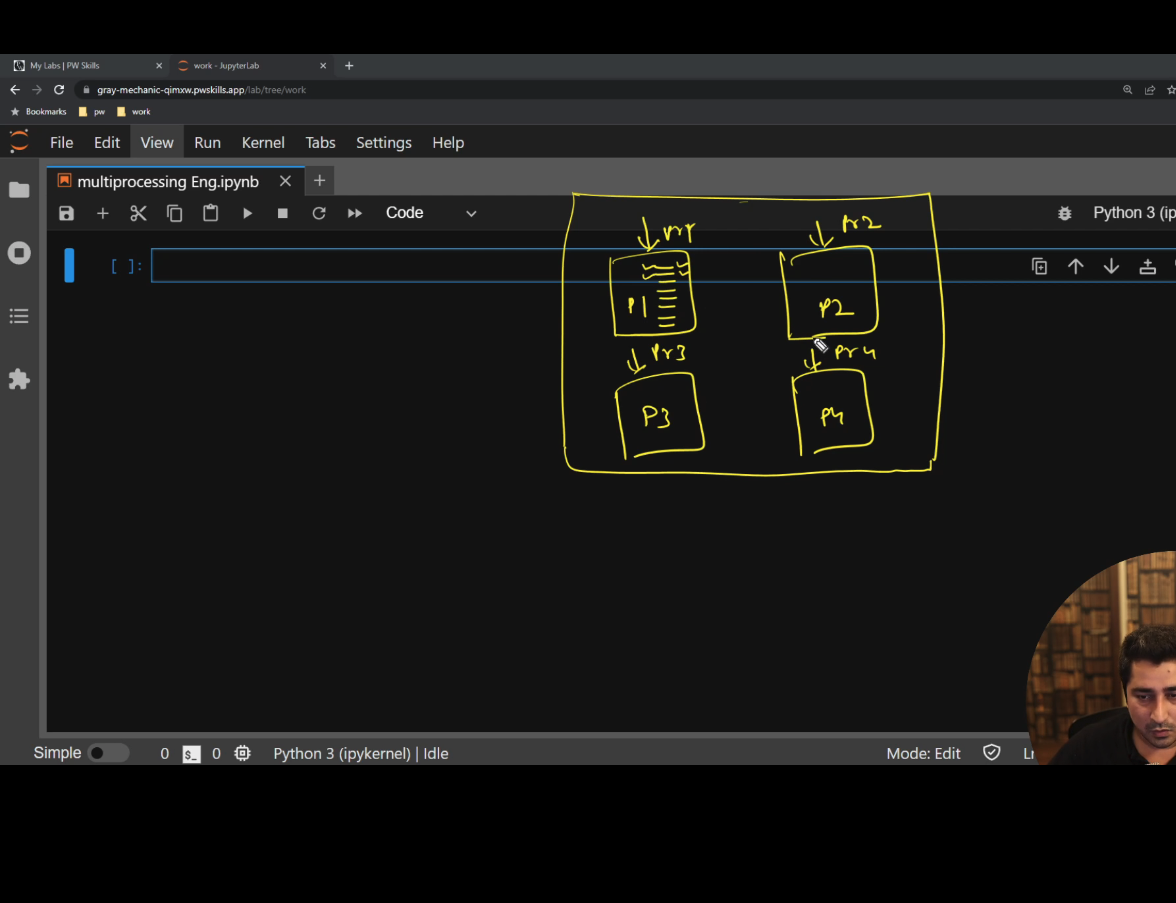 My Labs | PW Skills
work - JupyterLab
gray-mechanic-qimxw.pwskills.app/lab/tree/work
Bookmarks pw work
File Edit View Run Kernel Tabs Settings Help
multiprocessing Eng.ipynb
Code
Python 3 (ip
[ ]:
Pr2
P1
P2
Pr3
Pr4
P3
P4
Simple 0 $_ 0 Python 3 (ipykernel) | Idle Mode: Edit Ln